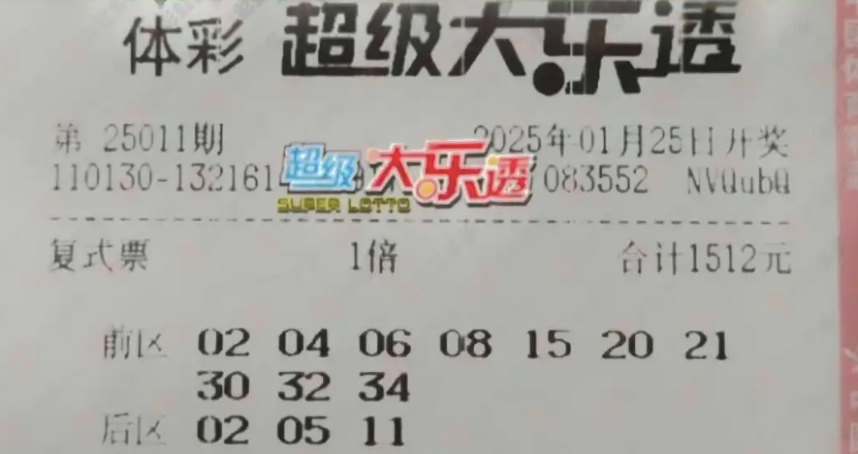 体彩 超级大乐透
第 25011期 2025年01月25日开奖
110130-132161 083552 NVQubQ
超级大乐透
SUPER LOTTO
复式票 1倍 合计1512元
前区 02 04 06 08 15 20 21
30 32 34
后区 02 05 11